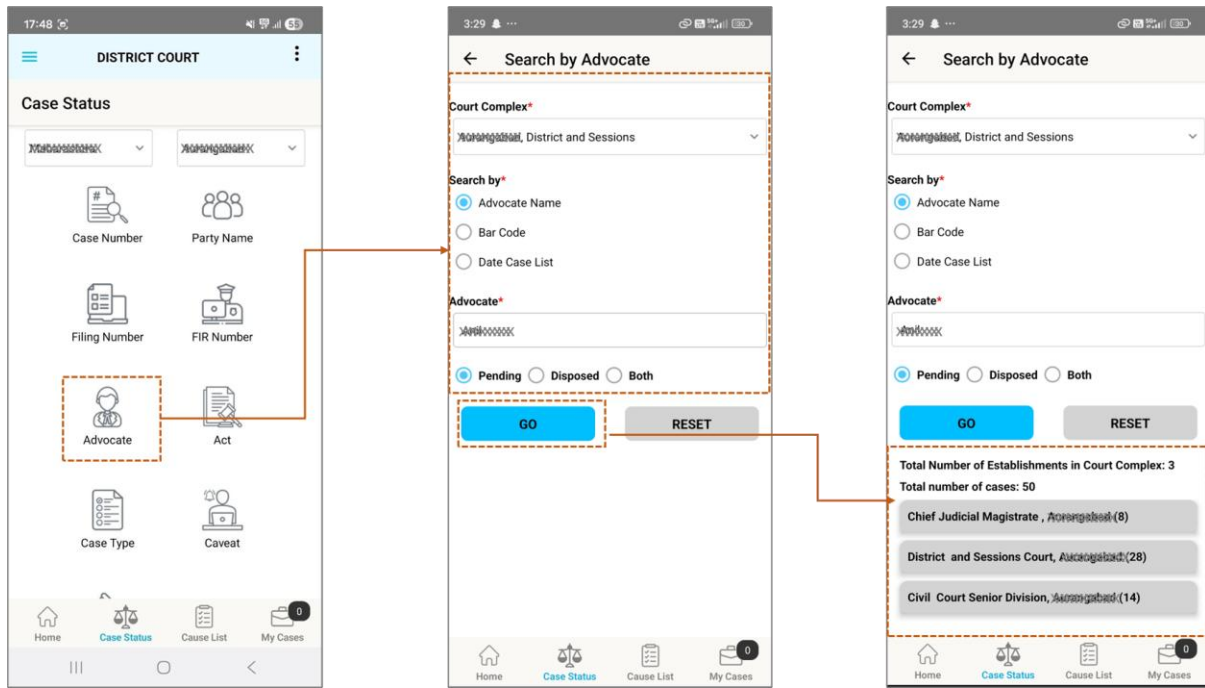 17:48
55
DISTRICT COURT
Case Status
Case Number
Party Name
Filing Number
FIR Number
Advocate
Act
Case Type
Caveat
0
Home
Case Status
Cause List
My Cases
3:29
Search by Advocate
Court Complex*
, District and Sessions
Search by*
Advocate Name
Bar Code
Date Case List
Advocate*
Pending Disposed Both
GO RESET
0
Home
Case Status
Cause List
My Cases
3:29
Search by Advocate
Court Complex*
, District and Sessions
Search by*
Advocate Name
Bar Code
Date Case List
Advocate*
Pending Disposed Both
GO RESET
Total Number of Establishments in Court Complex: 3
Total number of cases: 50
Chief Judicial Magistrate , (8)
District and Sessions Court, (28)
Civil Court Senior Division, (14)
0
Home
Case Status
Cause List
My Cases